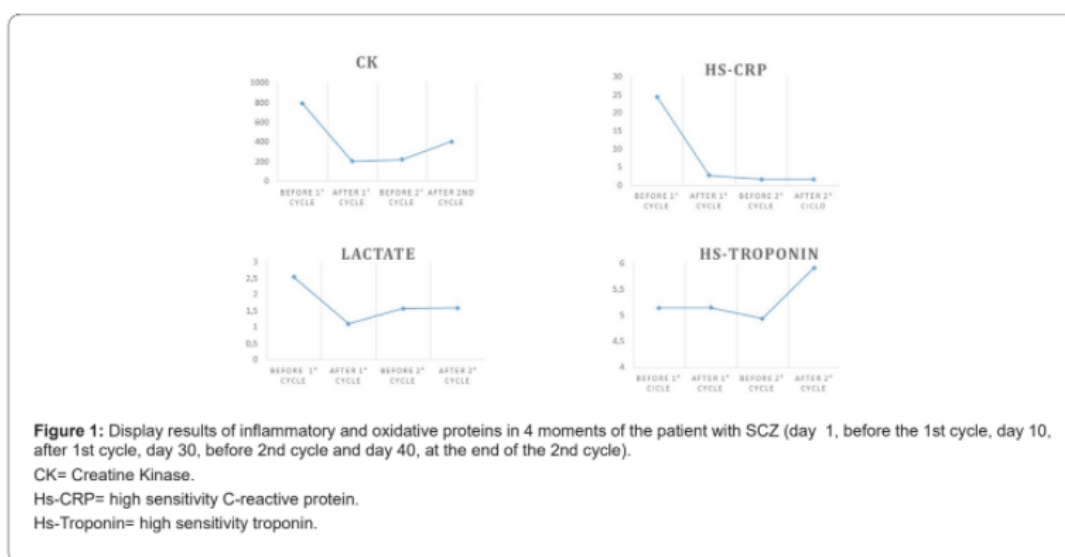 CK
1000
800
600
400
200
0
BEFORE 1° CYCLE
AFTER 1° CYCLE
BEFORE 2° CYCLE
AFTER 2ND CYCLE
HS-CRP
30
25
20
15
10
5
0
BEFORE 1° CYCLE
AFTER 1° CYCLE
BEFORE 2° CYCLE
AFTER 2° CICLO
LACTATE
3
2,5
2
1,5
1
0,5
0
BEFORE 1° CYCLE
AFTER 1° CYCLE
BEFORE 2° CYCLE
AFTER 2° CYCLE
HS-TROPONIN
6
5,5
5
4,5
4
BEFORE 1° CICLE
AFTER 1° CYCLE
BEFORE 2° CYCLE
AFTER 2° CYCLE
Figure 1: Display results of inflammatory and oxidative proteins in 4 moments of the patient with SCZ (day 1, before the 1st cycle, day 10,
after 1st cycle, day 30, before 2nd cycle and day 40, at the end of the 2nd cycle).
CK= Creatine Kinase.
Hs-CRP= high sensitivity C-reactive protein.
Hs-Troponin= high sensitivity troponin.